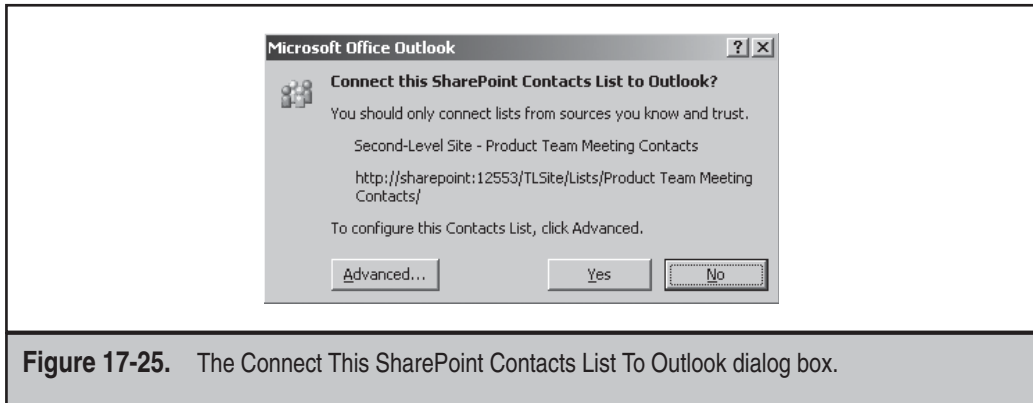 Microsoft Office Outlook
? X
Connect this SharePoint Contacts List to Outlook?
You should only connect lists from sources you know and trust.
Second-Level Site - Product Team Meeting Contacts
http://sharepoint:12553/TLSite/Lists/Product Team Meeting
Contacts/
To configure this Contacts List, click Advanced.
Advanced... Yes No
Figure 17-25. The Connect This SharePoint Contacts List To Outlook dialog box.